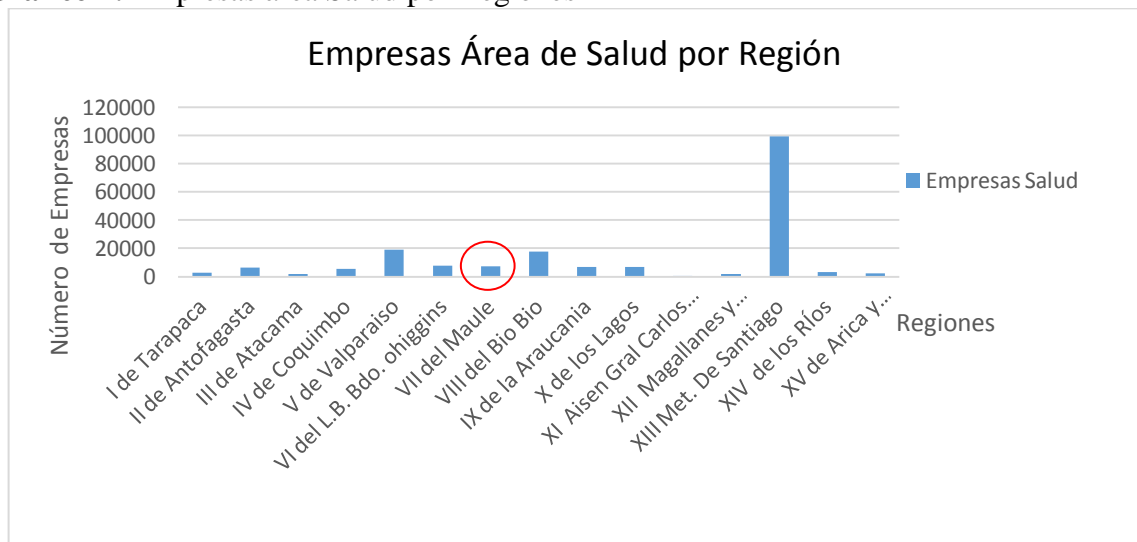 Empresas Área de Salud por Región
120000
100000
80000
60000
40000
20000
0
Número de Empresas
I de Tarapaca
II de Antofagasta
III de Atacama
IV de Coquimbo
V de Valparaiso
VI del L.B. Bdo. ohiggins
VII del Maule
VIII del Bio Bio
IX de la Araucania
X de los Lagos
XI Aisen Gral Carlos...
XII Magallanes y...
XIII Met. De Santiago
XIV de los Ríos
XV de Arica y...
Regiones
Empresas Salud